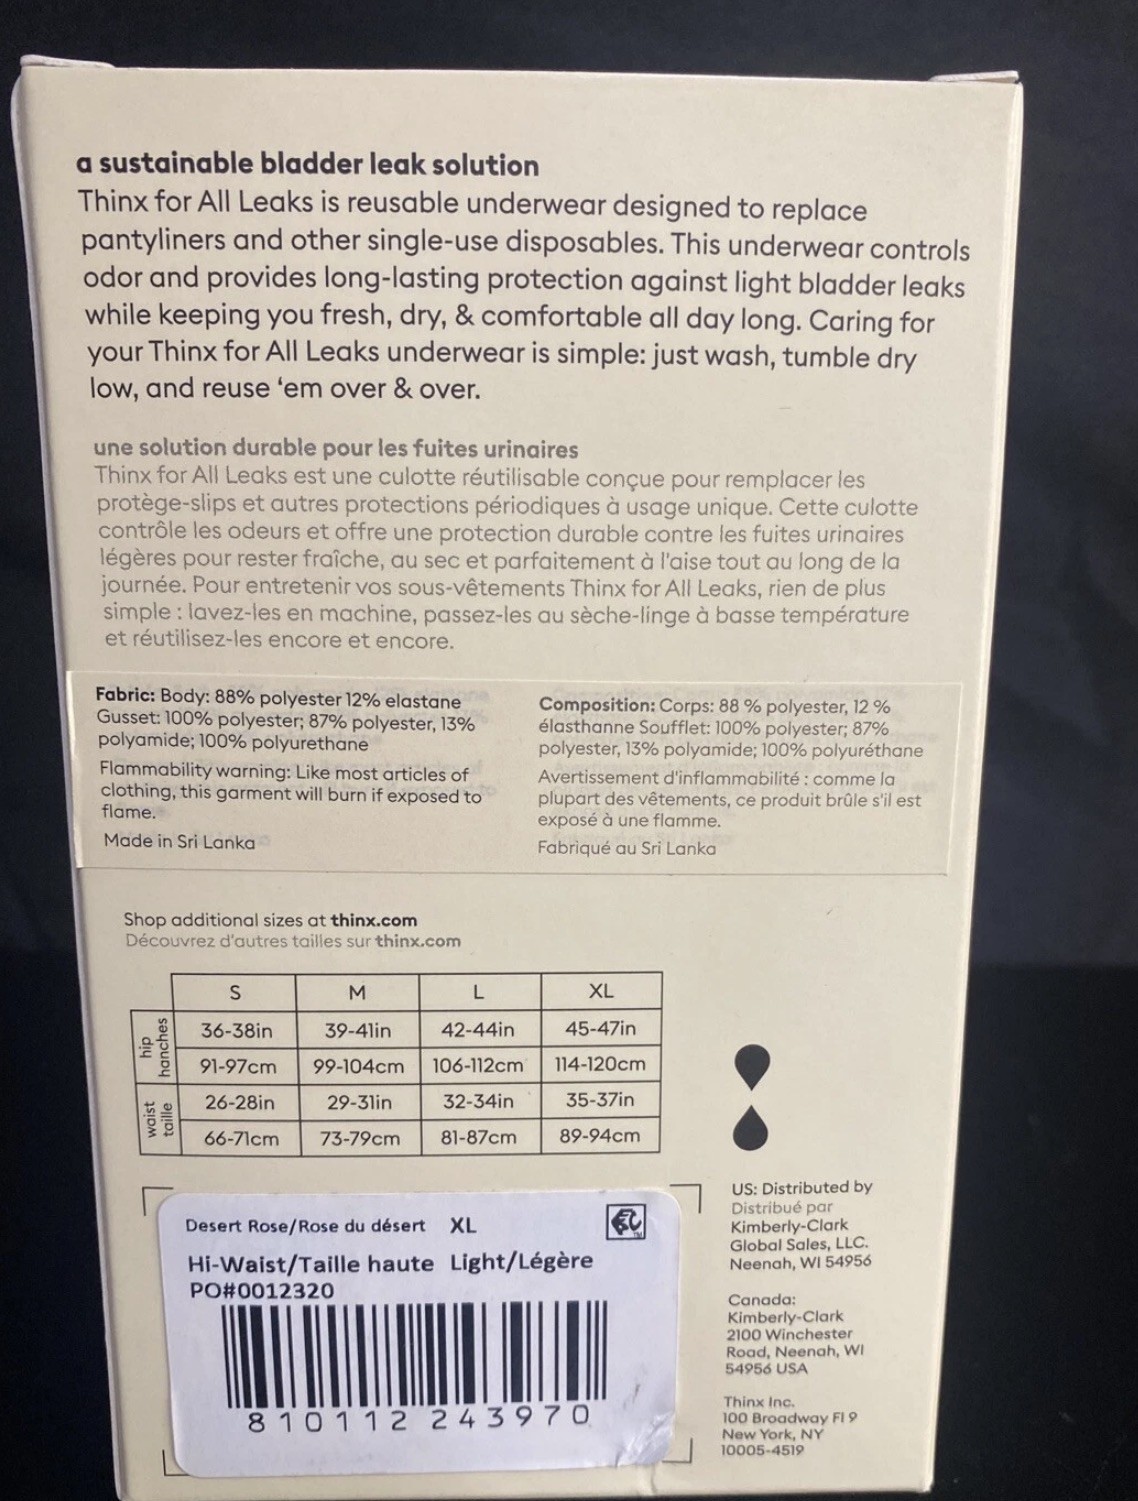 a sustainable bladder leak solution
Thinx for All Leaks is reusable underwear designed to replace
pantyliners and other single-use disposables. This underwear controls
odor and provides long-lasting protection against light bladder leaks
while keeping you fresh, dry, & comfortable all day long. Caring for
your Thinx for All Leaks underwear is simple: just wash, tumble dry
low, and reuse ‘em over & over.
une solution durable pour les fuites urinaires
Thinx for All Leaks est une culotte réutilisable conçue pour remplacer les
protège-slips et autres protections périodiques à usage unique. Cette culotte
contrôle les odeurs et offre une protection durable contre les fuites urinaires
légères pour rester fraîche, au sec et parfaitement à l'aise tout au long de la
journée. Pour entretenir vos sous-vêtements Thinx for All Leaks, rien de plus
simple : lavez-les en machine, passez-les au sèche-linge à basse température
et réutilisez-les encore et encore.
Fabric: Body: 88% polyester 12% elastane
Gusset: 100% polyester; 87% polyester, 13%
polyamide; 100% polyurethane
Flammability warning: Like most articles of
clothing, this garment will burn if exposed to
flame.
Made in Sri Lanka
Composition: Corps: 88 % polyester, 12 %
élasthanne Soufflet: 100% polyester; 87%
polyester, 13% polyamide; 100% polyuréthane
Avertissement d'inflammabilité : comme la
plupart des vêtements, ce produit brûle s'il est
exposé à une flamme.
Fabriqué au Sri Lanka
Shop additional sizes at thinx.com
Découvrez d'autres tailles sur thinx.com
S M L XL
hip
hanches
36-38in 39-41in 42-44in 45-47in
91-97cm 99-104cm 106-112cm 114-120cm
waist
taille
26-28in 29-31in 32-34in 35-37in
66-71cm 73-79cm 81-87cm 89-94cm
Desert Rose/Rose du désert XL
Hi-Waist/Taille haute Light/Légère
PO#0012320
810112 243970
US: Distributed by
Distribué par
Kimberly-Clark
Global Sales, LLC.
Neenah, WI 54956
Canada:
Kimberly-Clark
2100 Winchester
Road, Neenah, WI
54956 USA
Thinx Inc.
100 Broadway Fl 9
New York, NY
10005-4519